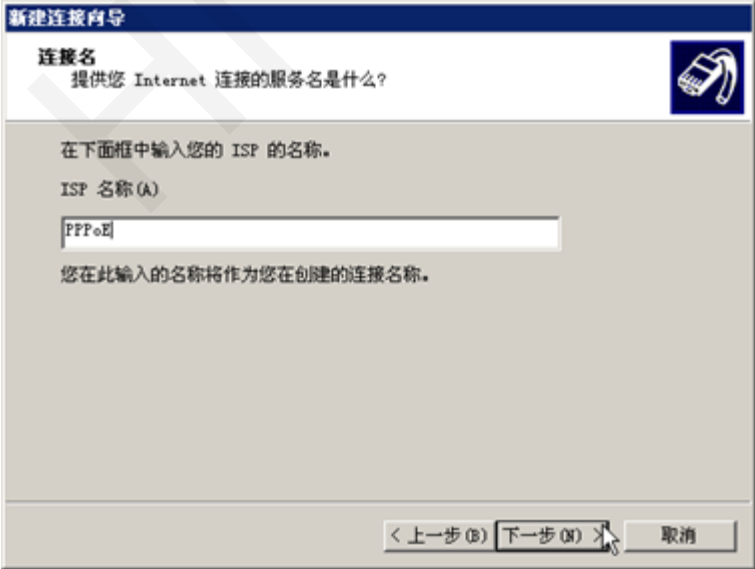 新建连接向导
连接名
提供您 Internet 连接的服务名是什么?
在下面框中输入您的 ISP 的名称。
ISP 名称(A)
PPPoE
您在此输入的名称将作为您在创建的连接名称。
< 上一步(B) 下一步(N) > 取消